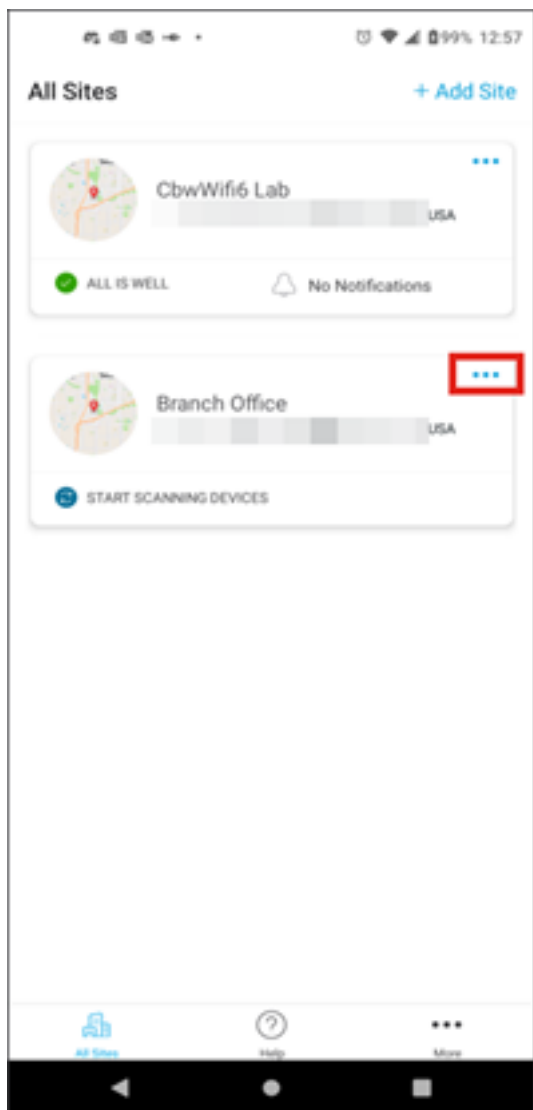 99% 12:57
All Sites
+ Add Site
CbwWifi6 Lab
USA
ALL IS WELL
No Notifications
Branch Office
USA
START SCANNING DEVICES
All Sites
Help
More